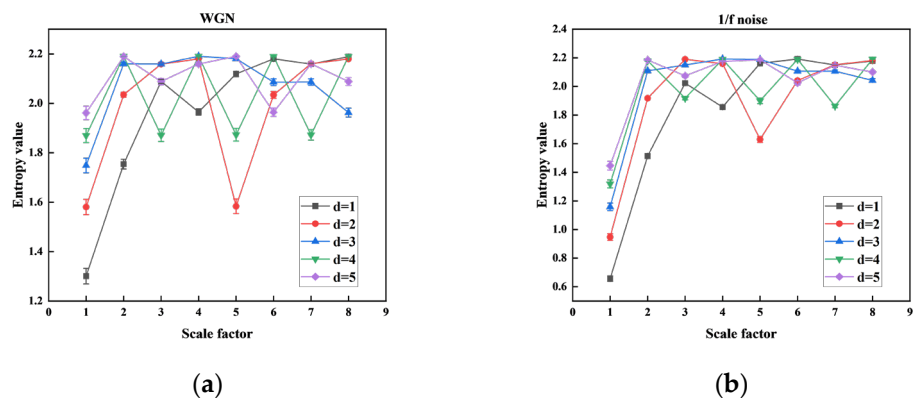 WGN
Entropy value
2.2
2.0
1.8
1.6
1.4
1.2
d=1
d=2
d=3
d=4
d=5
0 1 2 3 4 5 6 7 8 9
Scale factor
(a)
1/f noise
Entropy value
2.4
2.2
2.0
1.8
1.6
1.4
1.2
1.0
0.8
0.6
d=1
d=2
d=3
d=4
d=5
0 1 2 3 4 5 6 7 8 9
Scale factor
(b)